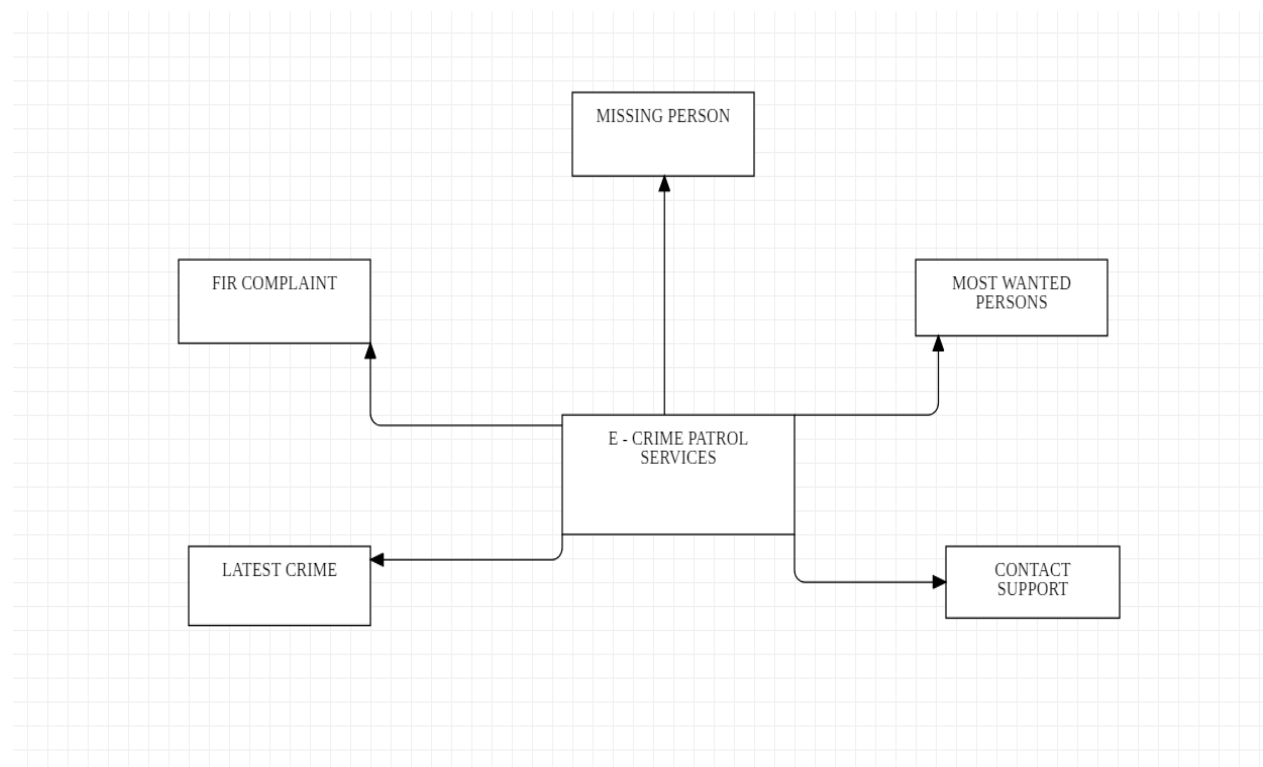 MISSING PERSON
FIR COMPLAINT
MOST WANTED
PERSONS
E - CRIME PATROL
SERVICES
LATEST CRIME
CONTACT
SUPPORT